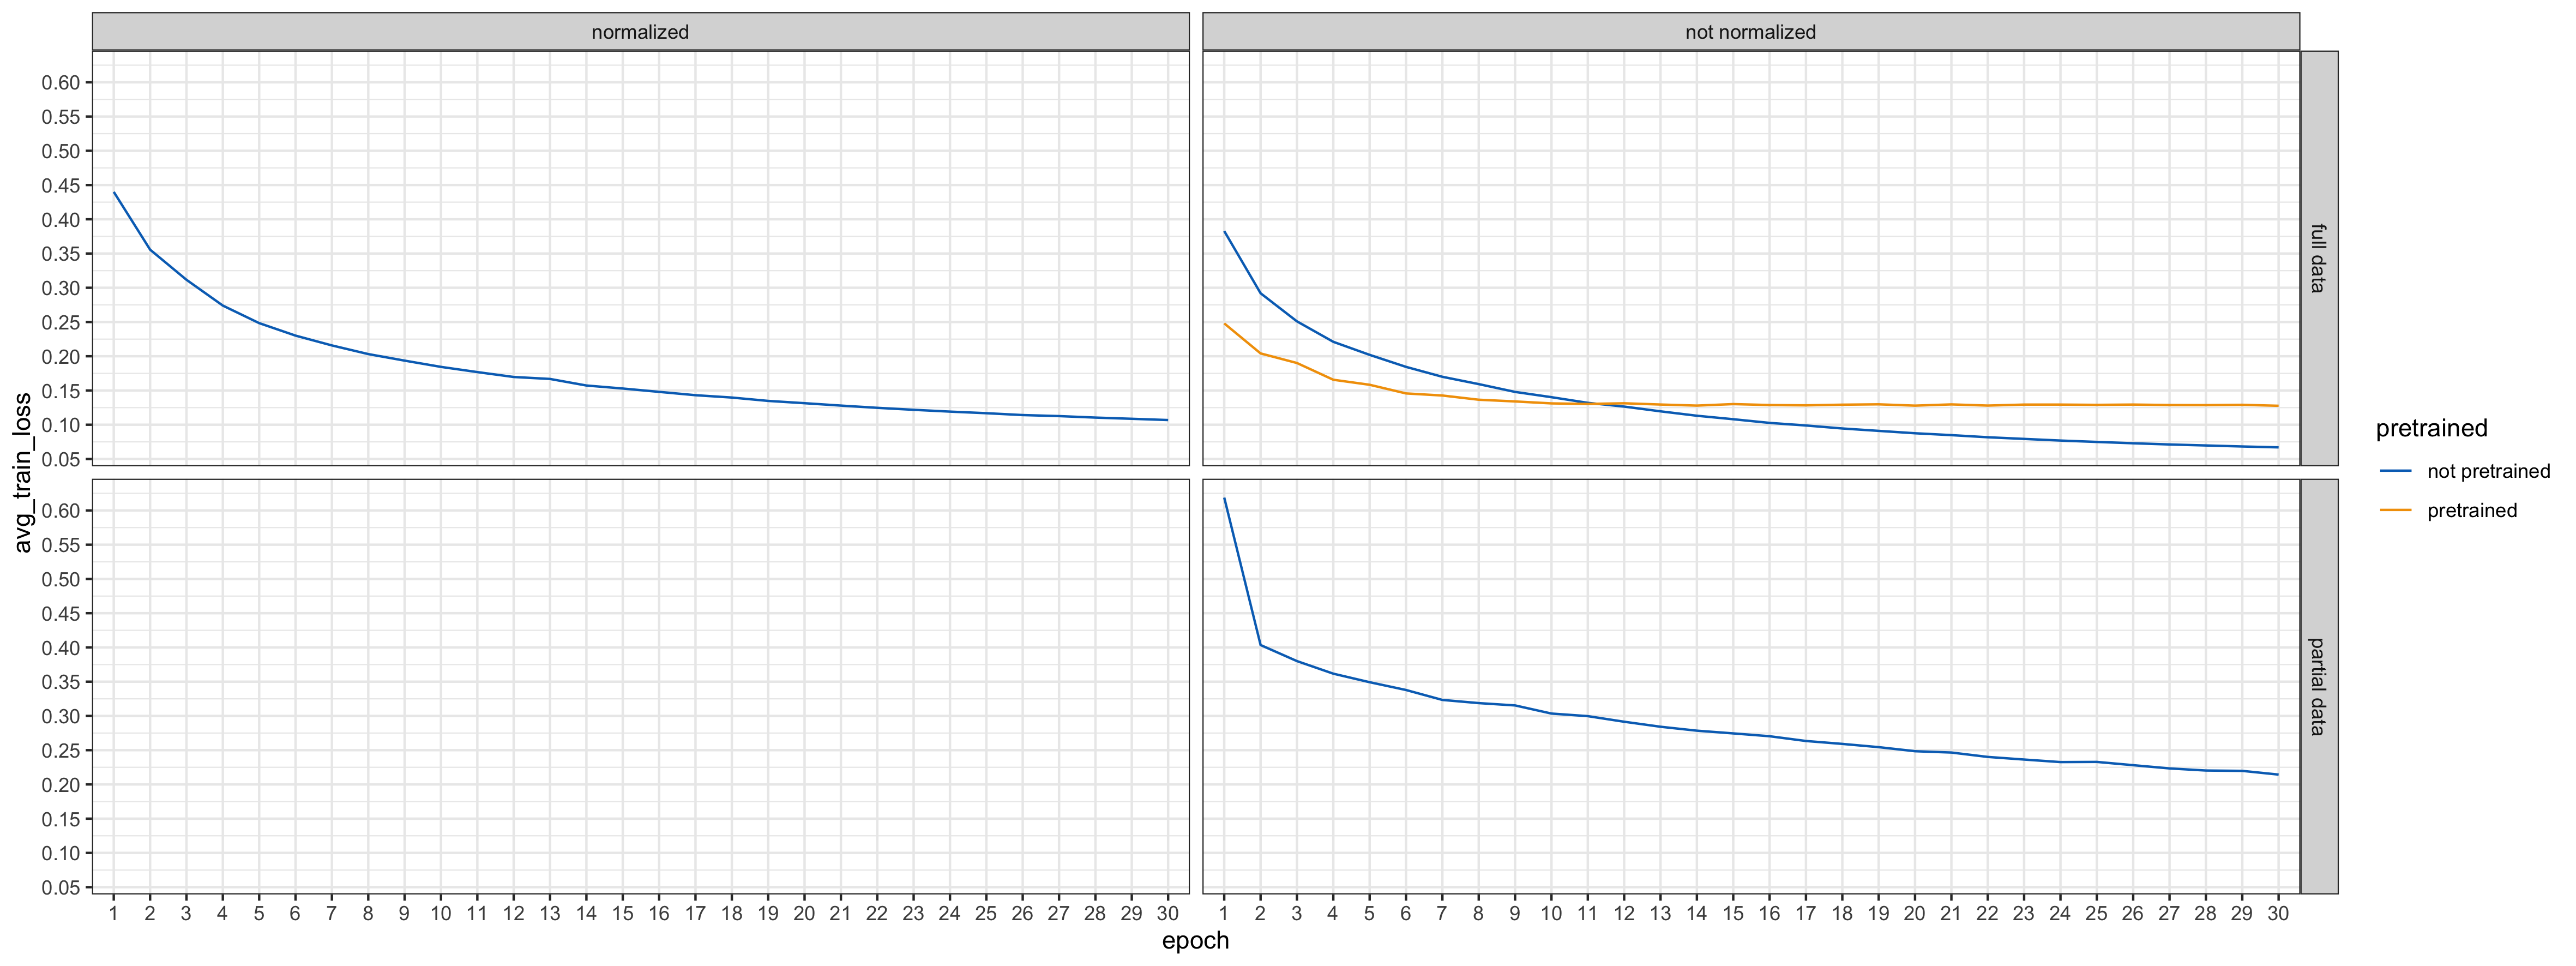 normalized
not normalized
0.60
0.55
0.50
0.45
0.40
0.35
0.30
0.25
0.20
0.15
0.10
0.05
full data
0.60
0.55
0.50
0.45
0.40
0.35
0.30
0.25
0.20
0.15
0.10
0.05
partial data
avg_train_loss
1 2 3 4 5 6 7 8 9 10 11 12 13 14 15 16 17 18 19 20 21 22 23 24 25 26 27 28 29 30
1 2 3 4 5 6 7 8 9 10 11 12 13 14 15 16 17 18 19 20 21 22 23 24 25 26 27 28 29 30
epoch
pretrained
not pretrained
pretrained